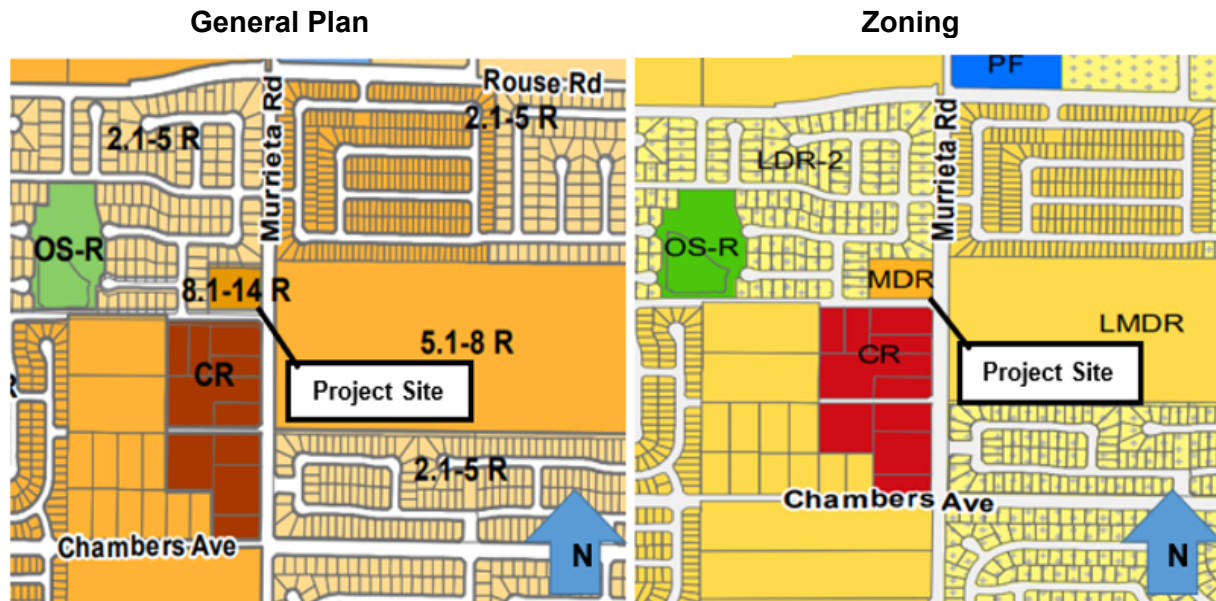 General Plan
Rouse Rd
2.1-5 R
2.1-5 R
Murrieta Rd
OS-R
8.1-14 R
5.1-8 R
CR
Project Site
2.1-5 R
Chambers Ave
N
Zoning
PF
LDR-2
Murrieta Rd
OS-R
MDR
LMDR
CR
Project Site
Chambers Ave
N